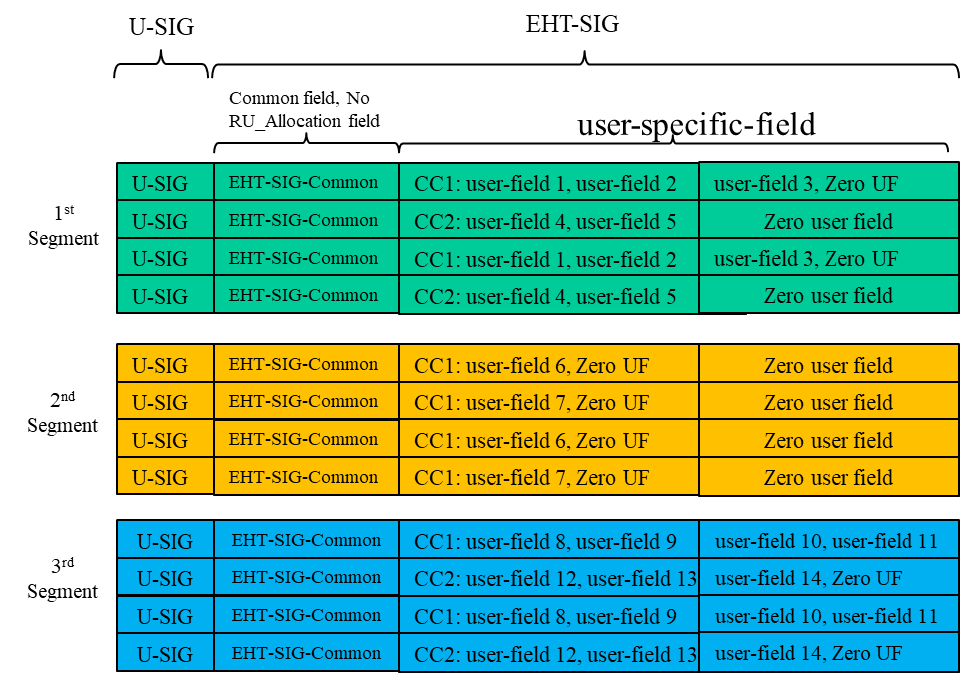 U-SIG
EHT-SIG
Common field, No
RU_Allocation field
user-specific-field
1st
Segment
U-SIG EHT-SIG-Common CC1: user-field 1, user-field 2 user-field 3, Zero UF
U-SIG EHT-SIG-Common CC2: user-field 4, user-field 5 Zero user field
U-SIG EHT-SIG-Common CC1: user-field 1, user-field 2 user-field 3, Zero UF
U-SIG EHT-SIG-Common CC2: user-field 4, user-field 5 Zero user field
2nd
Segment
U-SIG EHT-SIG-Common CC1: user-field 6, Zero UF Zero user field
U-SIG EHT-SIG-Common CC1: user-field 7, Zero UF Zero user field
U-SIG EHT-SIG-Common CC1: user-field 6, Zero UF Zero user field
U-SIG EHT-SIG-Common CC1: user-field 7, Zero UF Zero user field
3rd
Segment
U-SIG EHT-SIG-Common CC1: user-field 8, user-field 9 user-field 10, user-field 11
U-SIG EHT-SIG-Common CC2: user-field 12, user-field 13 user-field 14, Zero UF
U-SIG EHT-SIG-Common CC1: user-field 8, user-field 9 user-field 10, user-field 11
U-SIG EHT-SIG-Common CC2: user-field 12, user-field 13 user-field 14, Zero UF